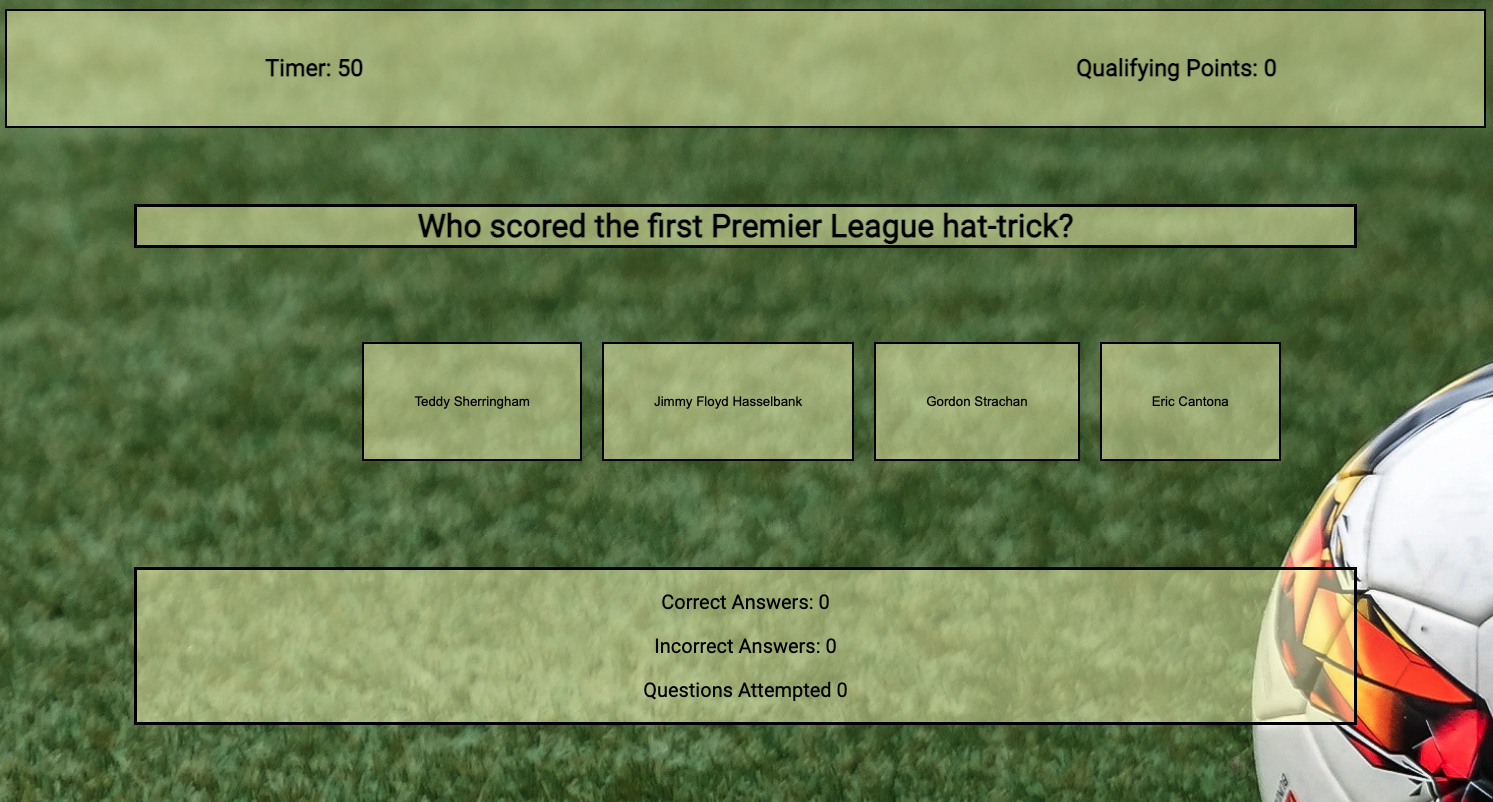 Timer: 50
Qualifying Points: 0
Who scored the first Premier League hat-trick?
Teddy Sherringham
Jimmy Floyd Hasselbank
Gordon Strachan
Eric Cantona
Correct Answers: 0
Incorrect Answers: 0
Questions Attempted 0